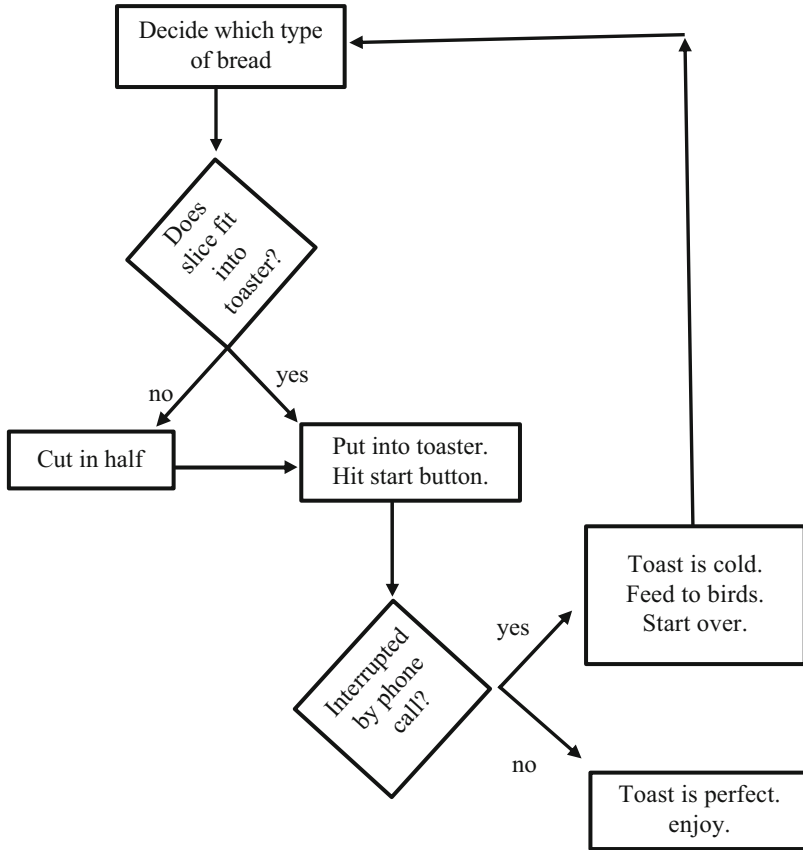 Decide which type
of bread
Does
slice fit
into
toaster?
no
yes
Cut in half
Put into toaster.
Hit start button.
Interrupted
by phone
call?
yes
no
Toast is cold.
Feed to birds.
Start over.
Toast is perfect.
enjoy.